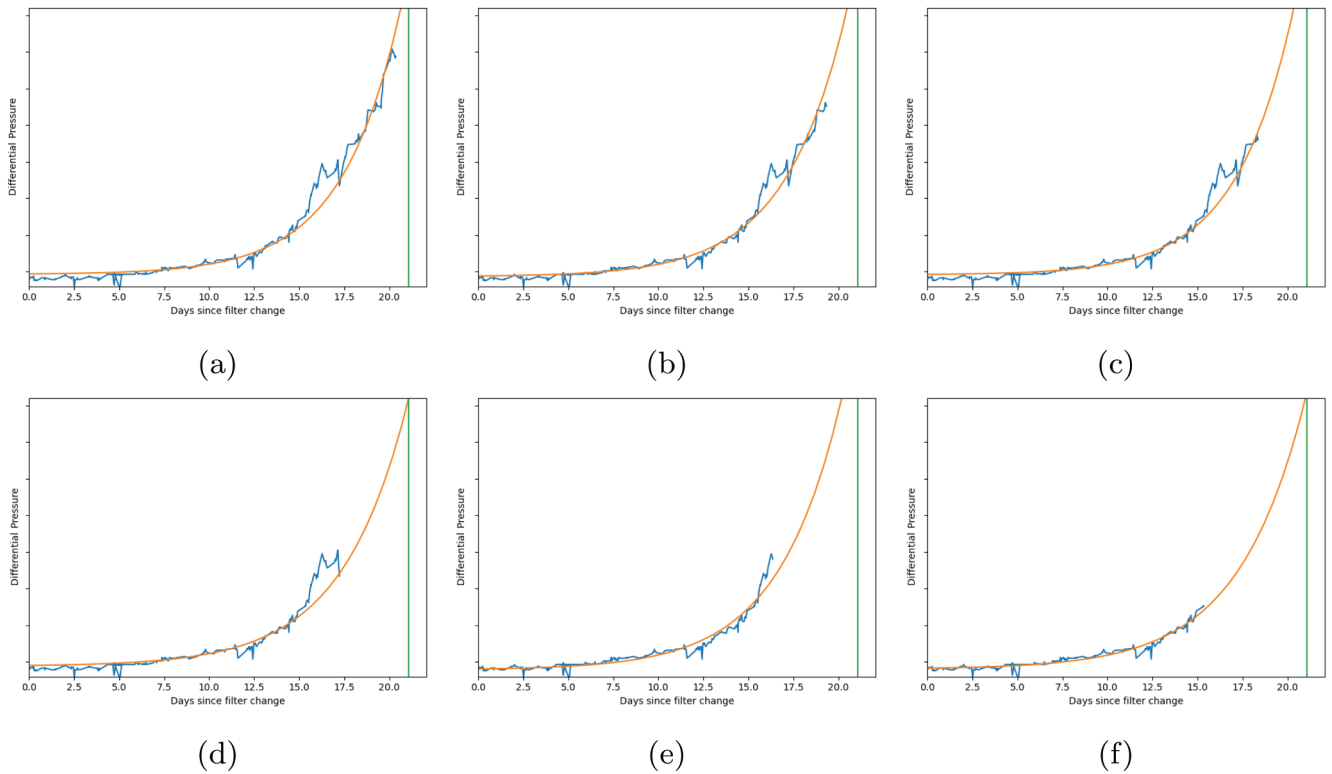 Differential Pressure
0.0 2.5 5.0 7.5 10.0 12.5 15.0 17.5 20.0
Days since filter change
(a)
Differential Pressure
0.0 2.5 5.0 7.5 10.0 12.5 15.0 17.5 20.0
Days since filter change
(b)
Differential Pressure
0.0 2.5 5.0 7.5 10.0 12.5 15.0 17.5 20.0
Days since filter change
(c)
Differential Pressure
0.0 2.5 5.0 7.5 10.0 12.5 15.0 17.5 20.0
Days since filter change
(d)
Differential Pressure
0.0 2.5 5.0 7.5 10.0 12.5 15.0 17.5 20.0
Days since filter change
(e)
Differential Pressure
0.0 2.5 5.0 7.5 10.0 12.5 15.0 17.5 20.0
Days since filter change
(f)